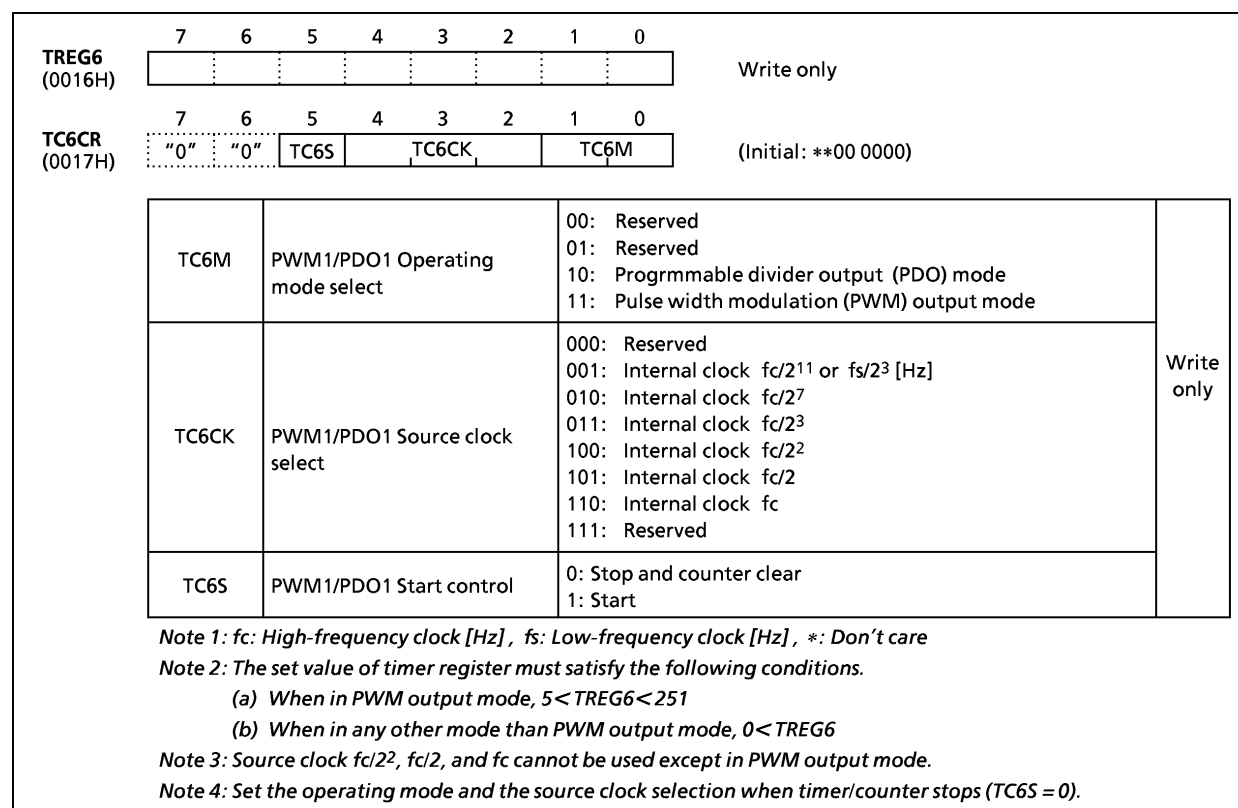 7 6 5 4 3 2 1 0
TREG6
(0016H)
Write only
7 6 5 4 3 2 1 0
TC6CR
(0017H)
“0” “0” TC6S TC6CK TC6M
(Initial: **00 0000)
TC6M
PWM1/PDO1 Operating
mode select
00: Reserved
01: Reserved
10: Progrmmable divider output (PDO) mode
11: Pulse width modulation (PWM) output mode
Write
only
TC6CK
PWM1/PDO1 Source clock
select
000: Reserved
001: Internal clock fc/2¹¹ or fs/2³ [Hz]
010: Internal clock fc/2⁷
011: Internal clock fc/2³
100: Internal clock fc/2²
101: Internal clock fc/2
110: Internal clock fc
111: Reserved
TC6S
PWM1/PDO1 Start control
0: Stop and counter clear
1: Start
Note 1: fc: High-frequency clock [Hz] , fs: Low-frequency clock [Hz] , *: Don’t care
Note 2: The set value of timer register must satisfy the following conditions.
(a) When in PWM output mode, 5<TREG6<251
(b) When in any other mode than PWM output mode, 0<TREG6
Note 3: Source clock fc/2², fc/2, and fc cannot be used except in PWM output mode.
Note 4: Set the operating mode and the source clock selection when timer/counter stops (TC6S = 0).